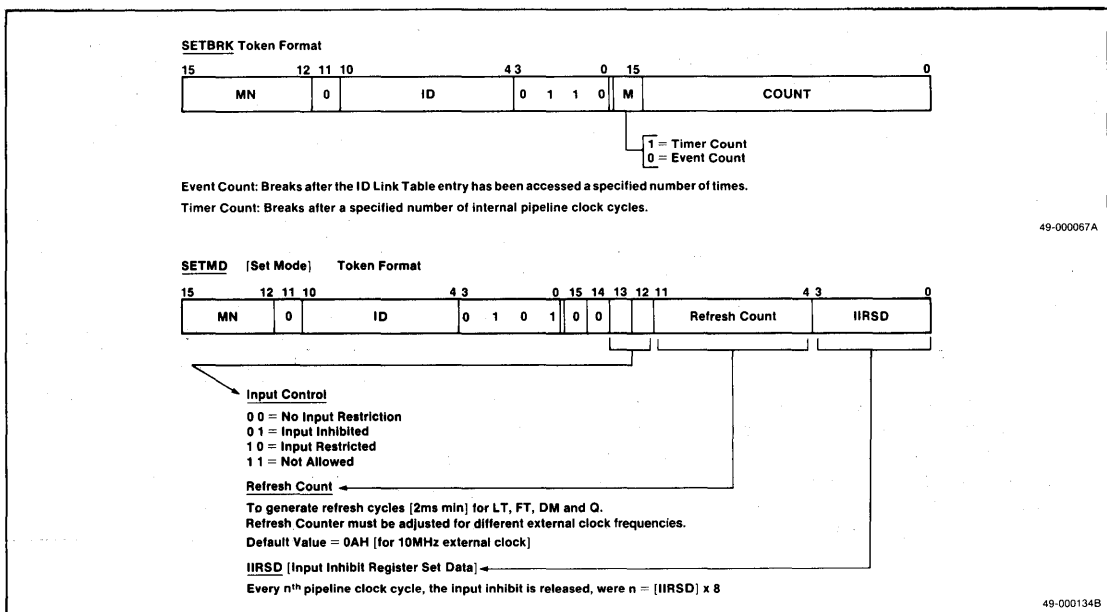 SETBRK Token Format
15 12 11 10 4 3 0 15 0
MN 0 ID 0 1 1 0 M COUNT
1 = Timer Count
0 = Event Count
Event Count: Breaks after the ID Link Table entry has been accessed a specified number of times.
Timer Count: Breaks after a specified number of internal pipeline clock cycles.
49-000067A
SETMD [Set Mode] Token Format
15 12 11 10 4 3 0 15 14 13 12 11 4 3 0
MN 0 ID 0 1 0 1 0 0 Refresh Count IIRSD
Input Control
0 0 = No Input Restriction
0 1 = Input Inhibited
1 0 = Input Restricted
1 1 = Not Allowed
Refresh Count
To generate refresh cycles [2ms min] for LT, FT, DM and Q.
Refresh Counter must be adjusted for different external clock frequencies.
Default Value = 0AH [for 10MHz external clock]
IIRSD [Input Inhibit Register Set Data]
Every nth pipeline clock cycle, the input inhibit is released, were n = [IIRSD] x 8
49-000134B